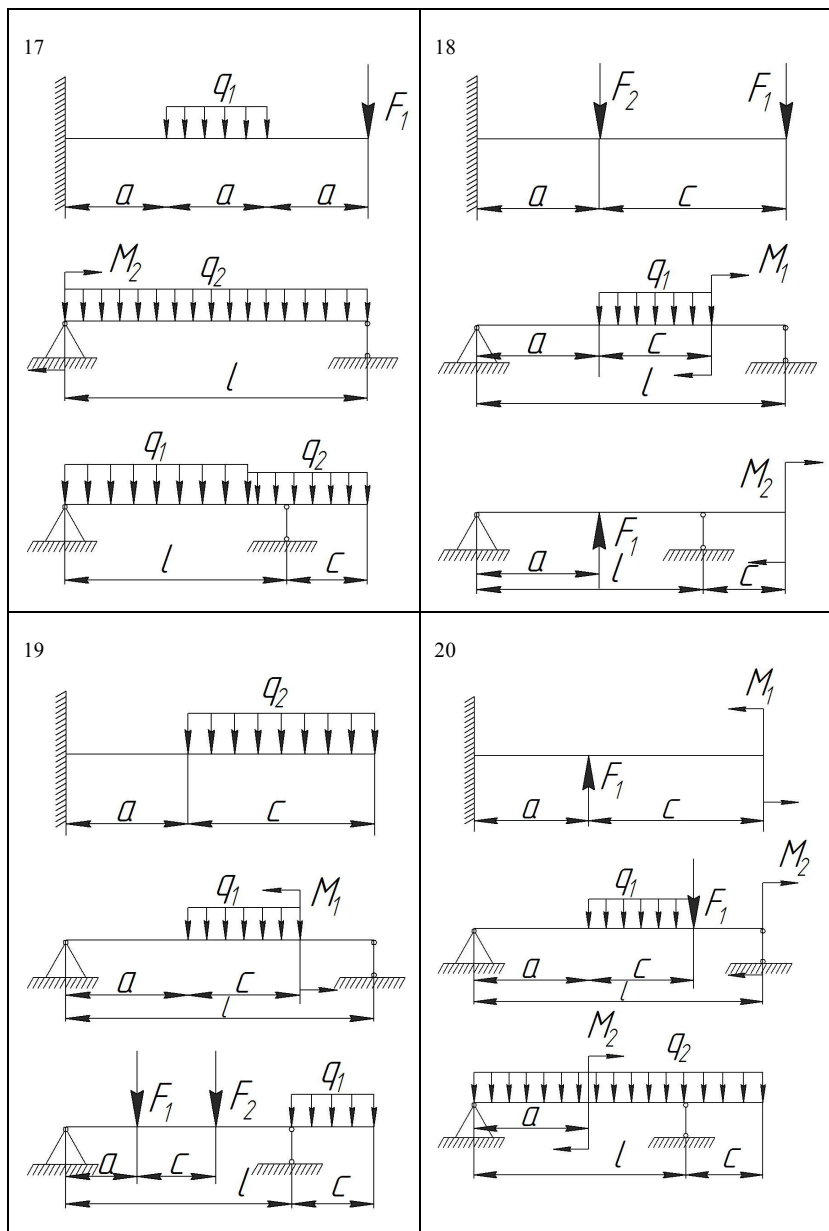 17
q₁
F₁
a a a
M₂ q₂
l
q₁ q₂
l c
18
F₂ F₁
a c
q₁ M₁
a c
l
M₂
F₁
a l c
19
q₂
a c
q₁ M₁
a c
l
F₁ F₂ q₁
a c l c
20
M₁
F₁
a c
M₂
q₁ F₁
a c
l
M₂ q₂
a
l c